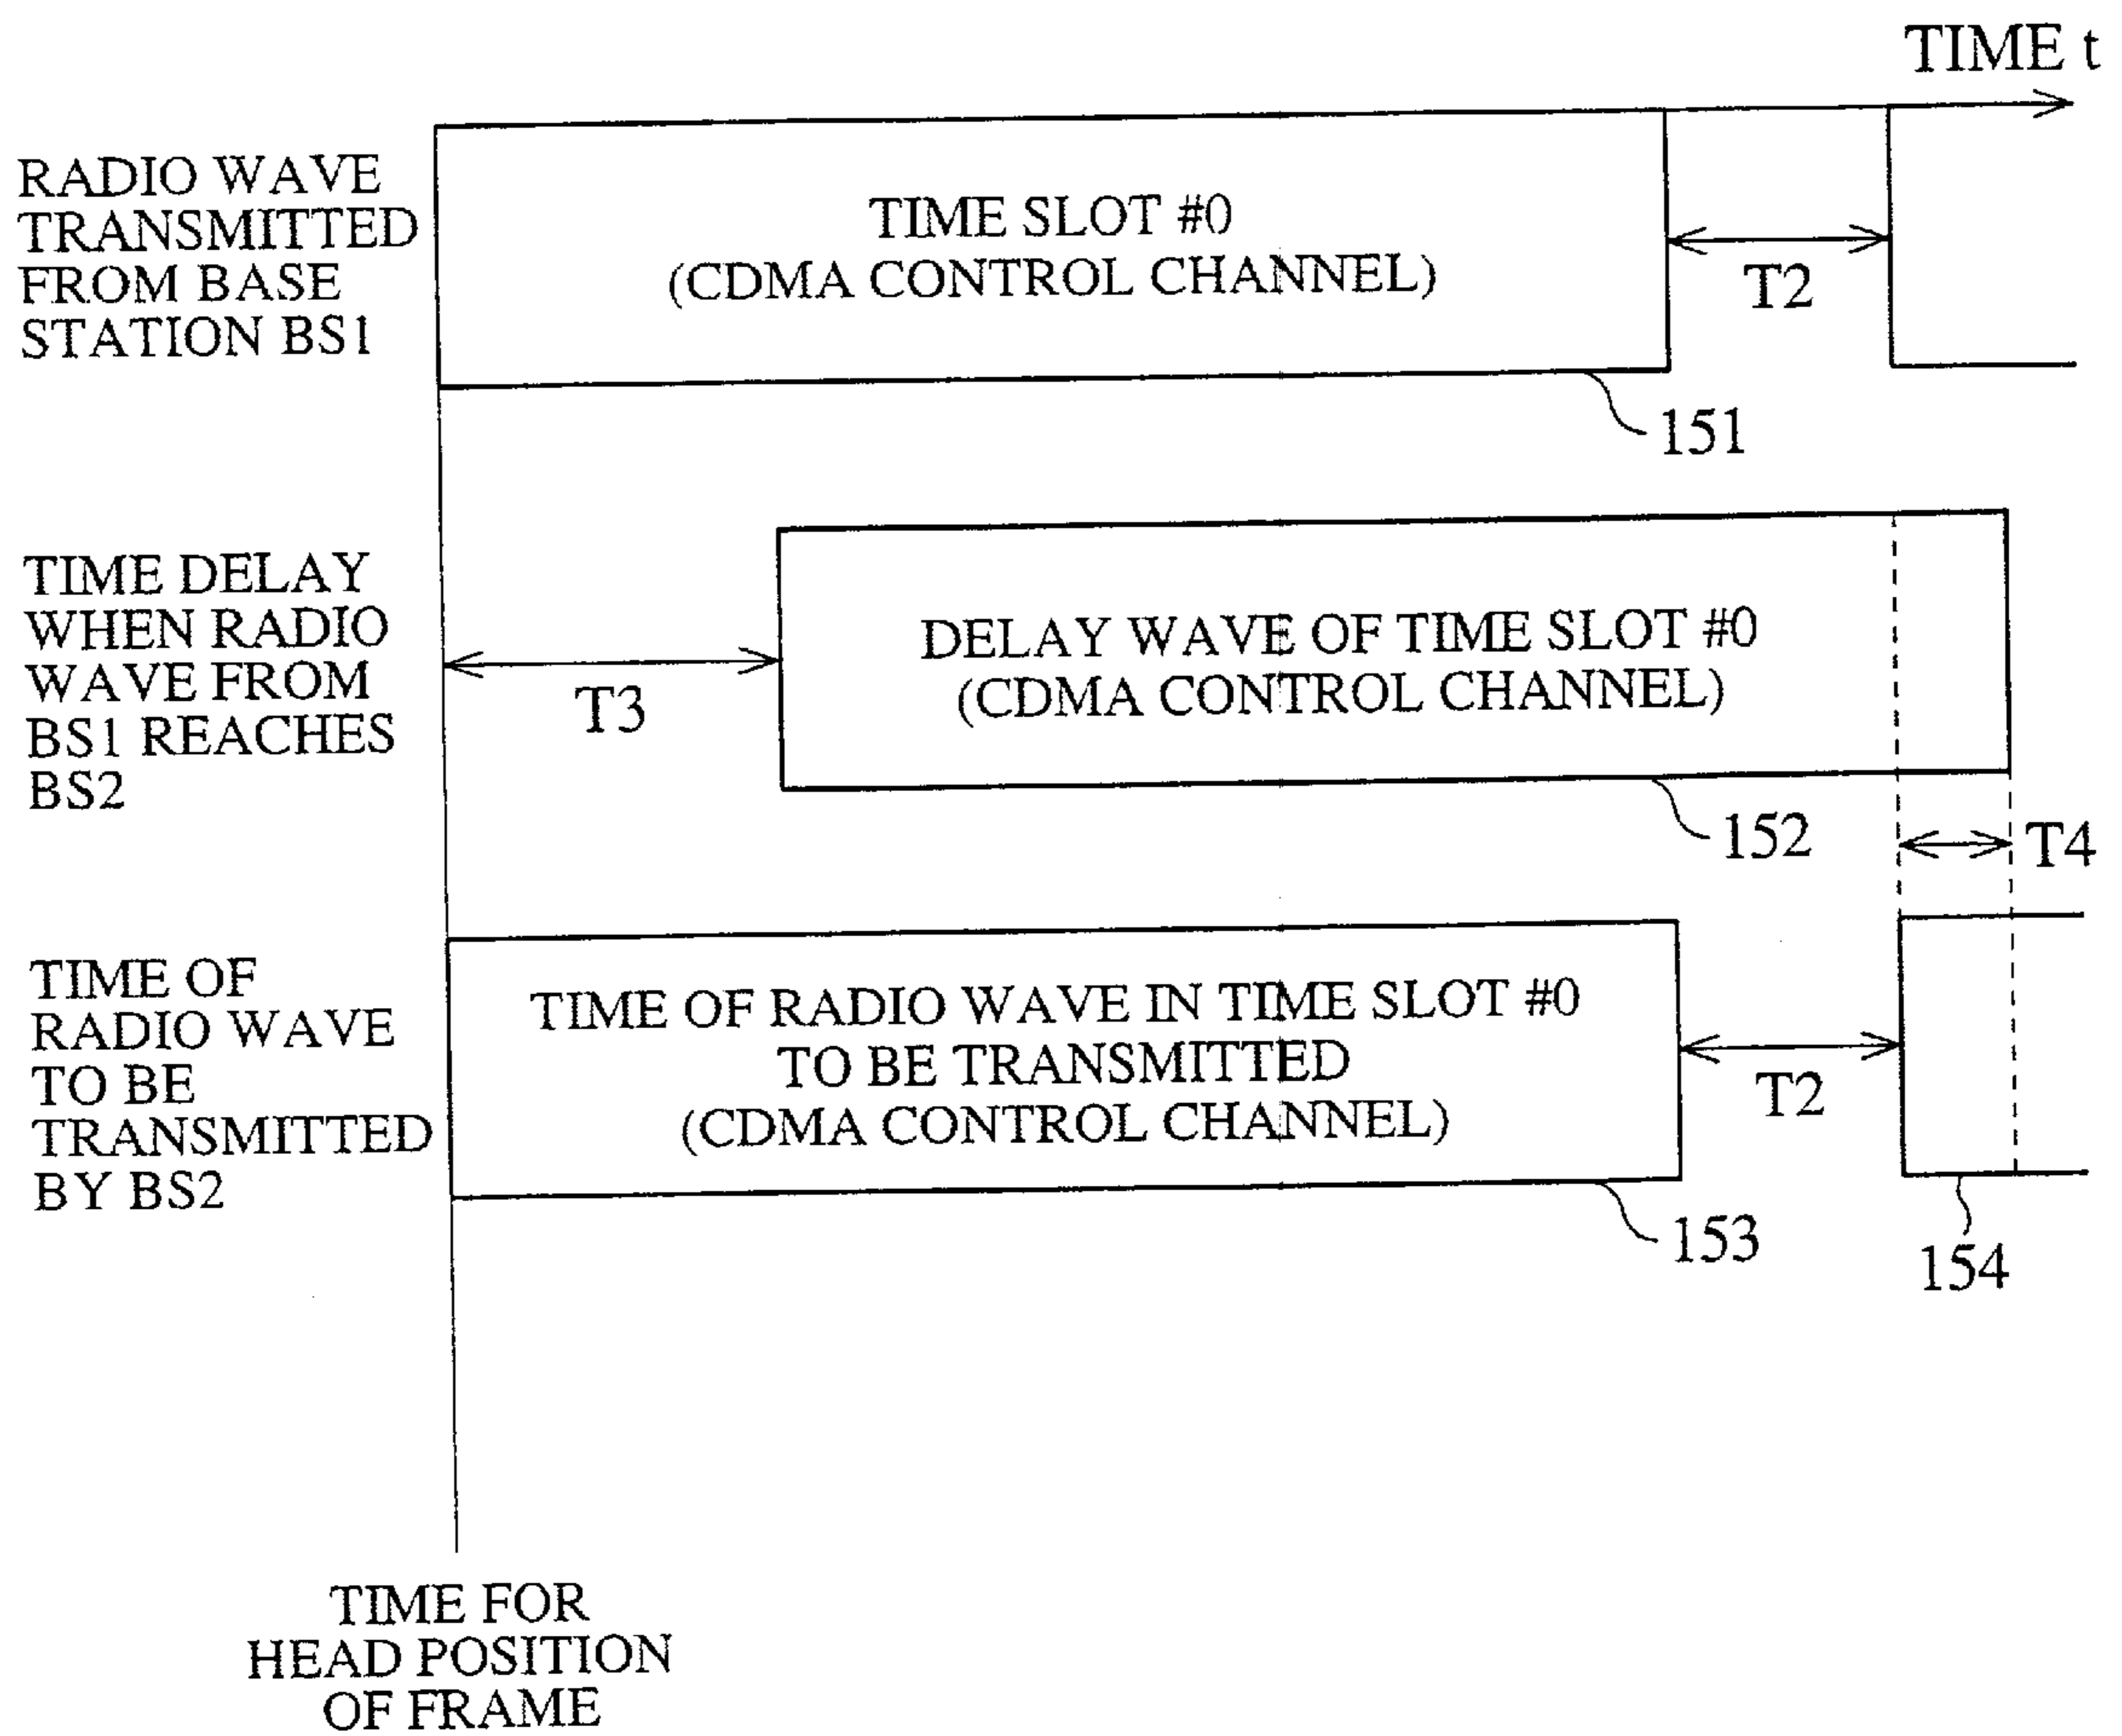 TIME t
RADIO WAVE
TRANSMITTED
FROM BASE
STATION BS1
TIME SLOT #0
(CDMA CONTROL CHANNEL)
T2
151
TIME DELAY
WHEN RADIO
WAVE FROM
BS1 REACHES
BS2
T3
DELAY WAVE OF TIME SLOT #0
(CDMA CONTROL CHANNEL)
152
T4
TIME OF
RADIO WAVE
TO BE
TRANSMITTED
BY BS2
TIME OF RADIO WAVE IN TIME SLOT #0
TO BE TRANSMITTED
(CDMA CONTROL CHANNEL)
T2
153
154
TIME FOR
HEAD POSITION
OF FRAME